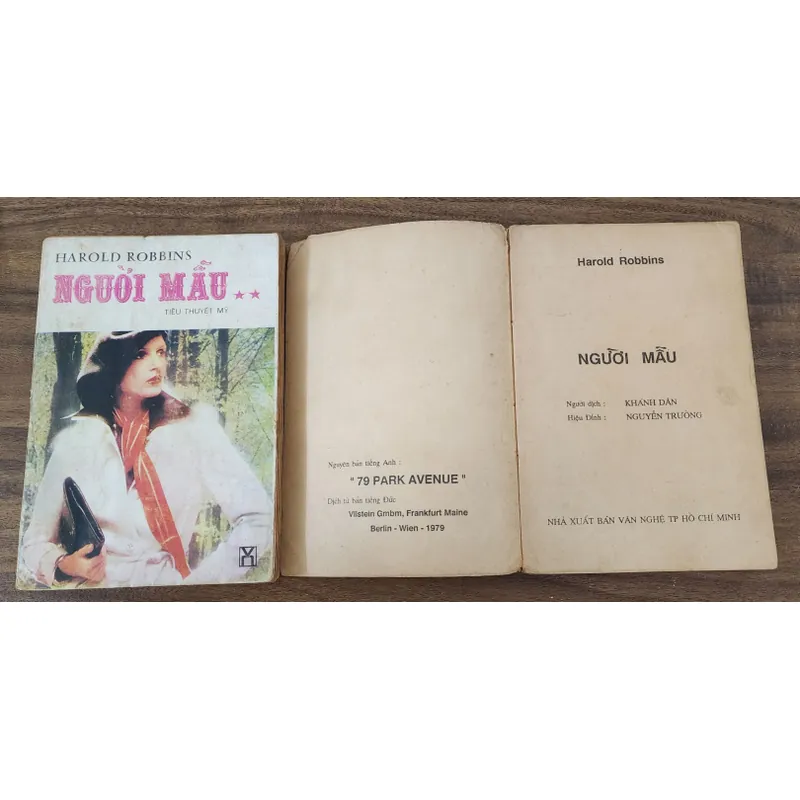 HAROLD ROBBINS
NGƯỜI MẪU ★★
TIỂU THUYẾT MỸ
VN
Nguyên bản tiếng Anh :
" 79 PARK AVENUE "
Dịch từ bản tiếng Đức
Vllstein Gmbm, Frankfurt Maine
Berlin - Wien - 1979
Harold Robbins
NGƯỜI MẪU
Người dịch : KHÁNH DÂN
Hiệu Đính : NGUYỄN TRƯỜNG
NHÀ XUẤT BẢN VĂN NGHỆ TP HỒ CHÍ MINH